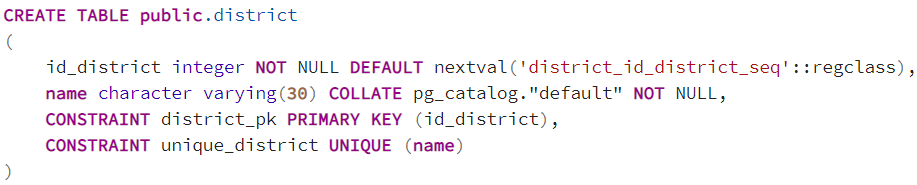 CREATE TABLE public.district
(
    id_district integer NOT NULL DEFAULT nextval('district_id_district_seq'::regclass),
    name character varying(30) COLLATE pg_catalog."default" NOT NULL,
    CONSTRAINT district_pk PRIMARY KEY (id_district),
    CONSTRAINT unique_district UNIQUE (name)
)